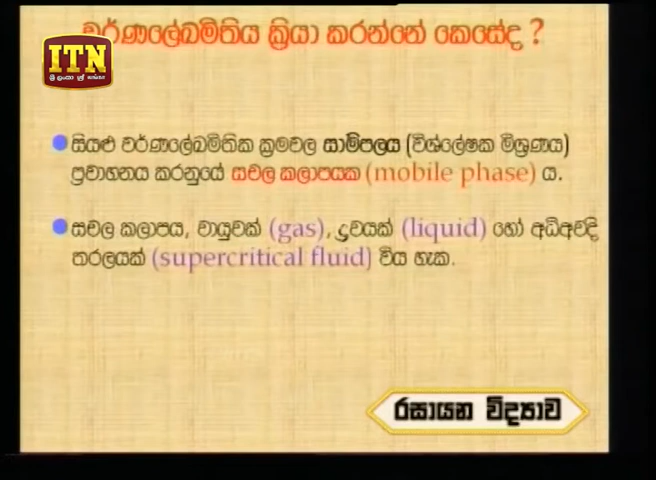 වර්ණලේඛමිතිය ක්‍රියා කරන්නේ කෙසේද ?
ITN
ශ්‍රී ලංකා
සියළු වර්ණලේඛමිතික ක්‍රමවල සාම්පලය (විශ්ලේෂක මිශ්‍රණය)
ප්‍රවාහනය කරනුයේ සචල කලාපයක (mobile phase) ය.
සචල කලාපය, වායුවක් (gas), ද්‍රවයක් (liquid) හෝ අධිඅවදි
තරලයක් (supercritical fluid) විය හැක.
රසායන විද්‍යාව